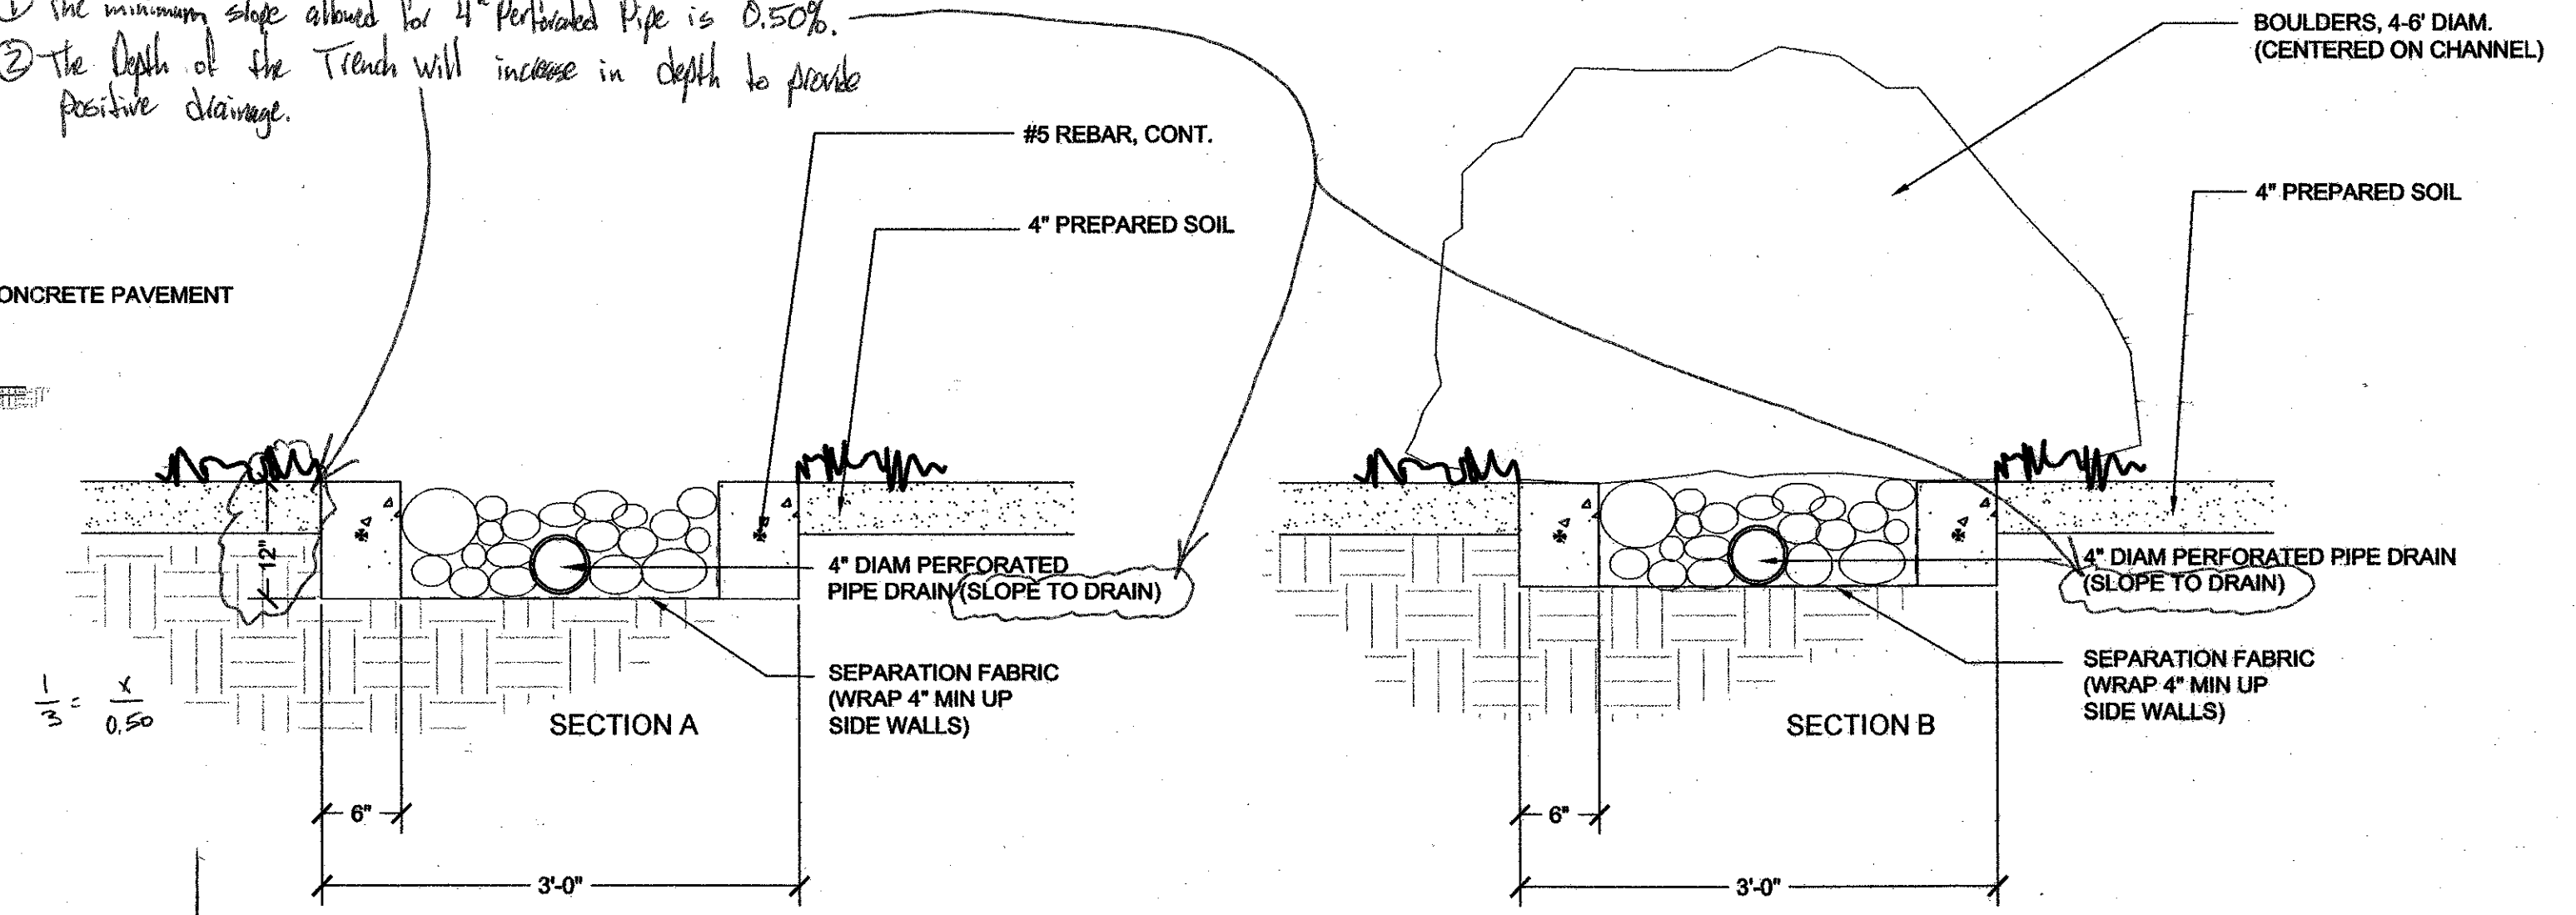 ① The minimum slope allowed for 4" Perforated Pipe is 0.50%.
② The Depth of the Trench will increase in depth to provide
positive drainage.
BOULDERS, 4-6' DIAM.
(CENTERED ON CHANNEL)
#5 REBAR, CONT.
4" PREPARED SOIL
4" PREPARED SOIL
ONCRETE PAVEMENT
12"
4" DIAM PERFORATED
PIPE DRAIN (SLOPE TO DRAIN)
4" DIAM PERFORATED PIPE DRAIN
(SLOPE TO DRAIN)
SEPARATION FABRIC
(WRAP 4" MIN UP
SIDE WALLS)
SEPARATION FABRIC
(WRAP 4" MIN UP
SIDE WALLS)
1/3 = x/0.50
SECTION A
SECTION B
6"
6"
3'-0"
3'-0"